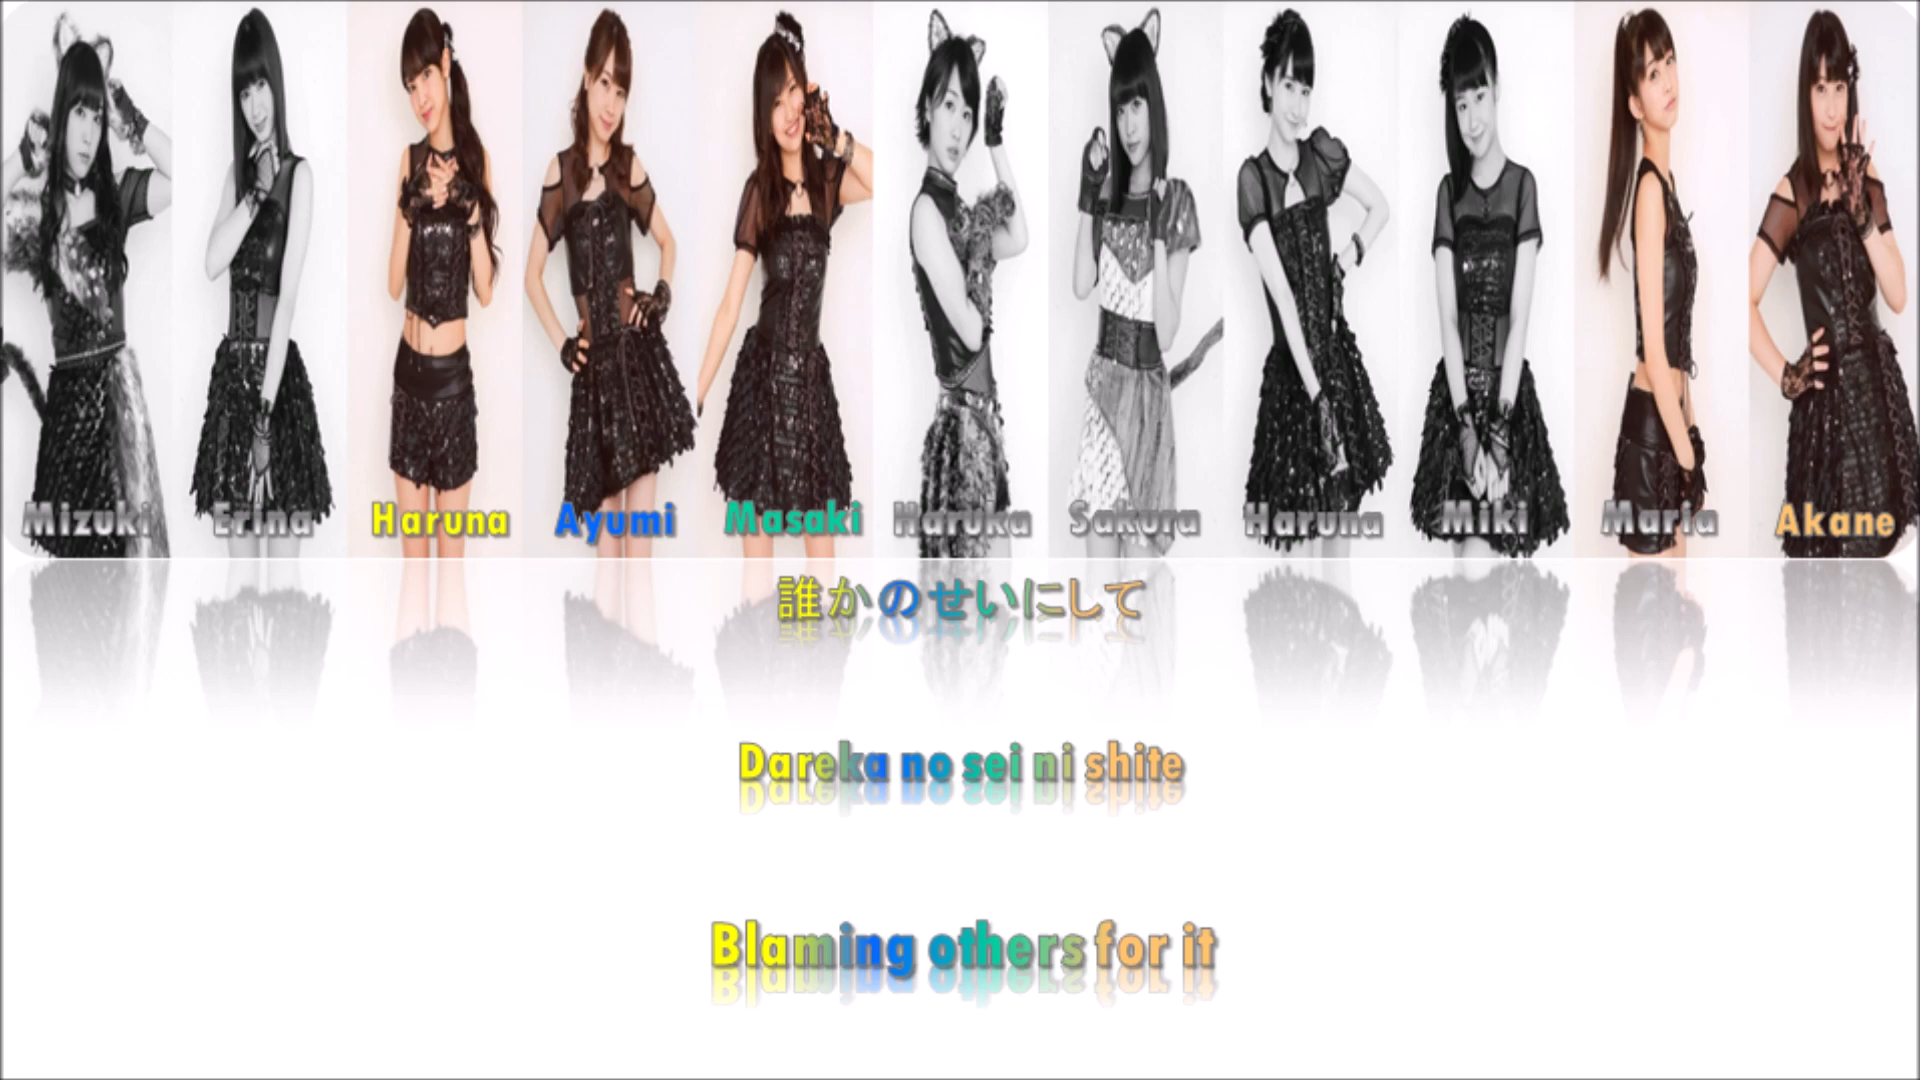 Mizuki Erina Haruna Ayumi Masaki Haruka Sakura Haruna Miki Maria Akane
誰かのせいにして
Dareka no sei ni shite
Blaming others for it